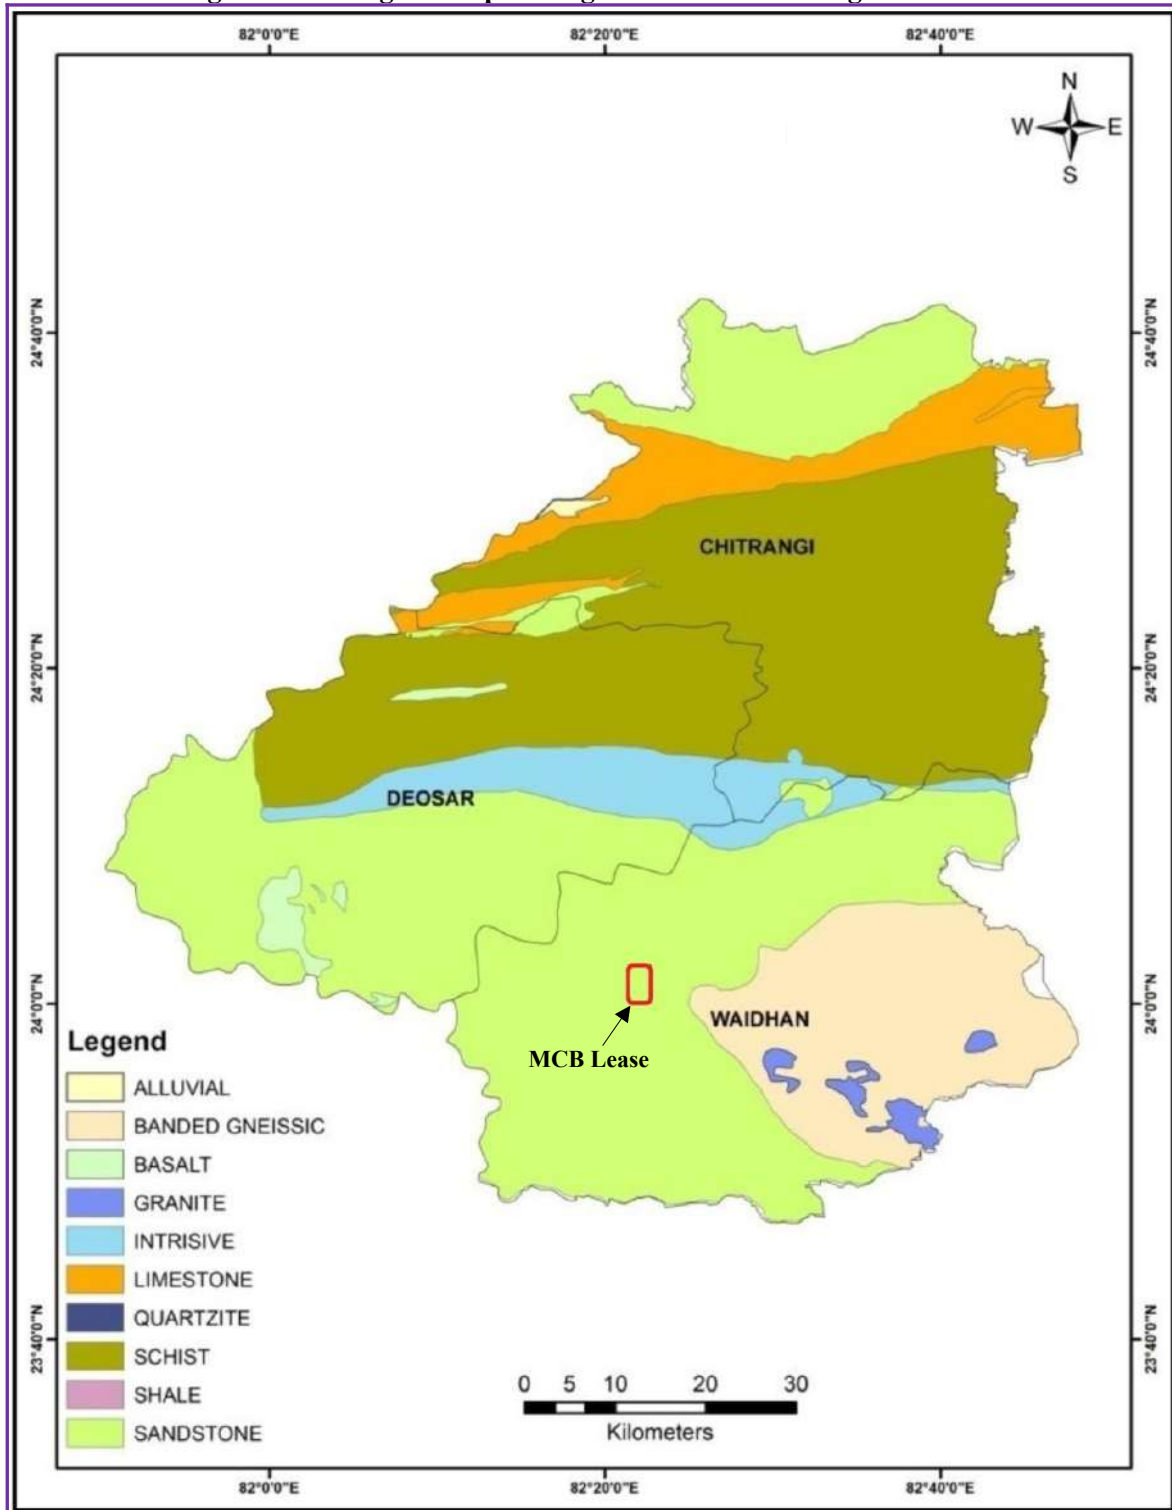 82°0'0"E 82°20'0"E 82°40'0"E
N
W E
S
24°40'0"N 24°40'0"N
CHITRANGI
24°20'0"N 24°20'0"N
DEOSAR
24°0'0"N 24°0'0"N
WAIDHAN
MCB Lease
Legend
ALLUVIAL
BANDED GNEISSIC
BASALT
GRANITE
INTRISIVE
LIMESTONE
QUARTZITE
SCHIST
SHALE
SANDSTONE
23°40'0"N 23°40'0"N
0 5 10 20 30
Kilometers
82°0'0"E 82°20'0"E 82°40'0"E